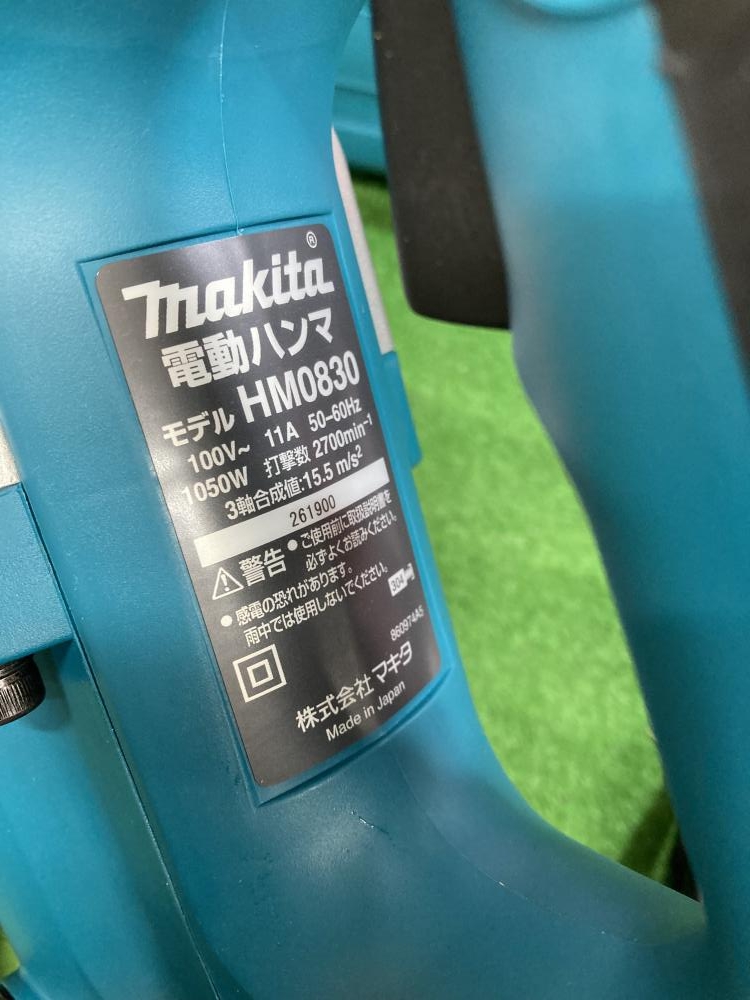 makita®
電動ハンマ
モデル HM0830
100V~ 11A 50-60Hz
1050W 打撃数 2700min-1
3軸合成値:15.5 m/s2
261900
警告 ●ご使用前に取扱説明書を
必ずよくお読みください。
●感電の恐れがあります。
雨中では使用しないでください。
304
860974A5
株式会社 マキタ
Made in Japan